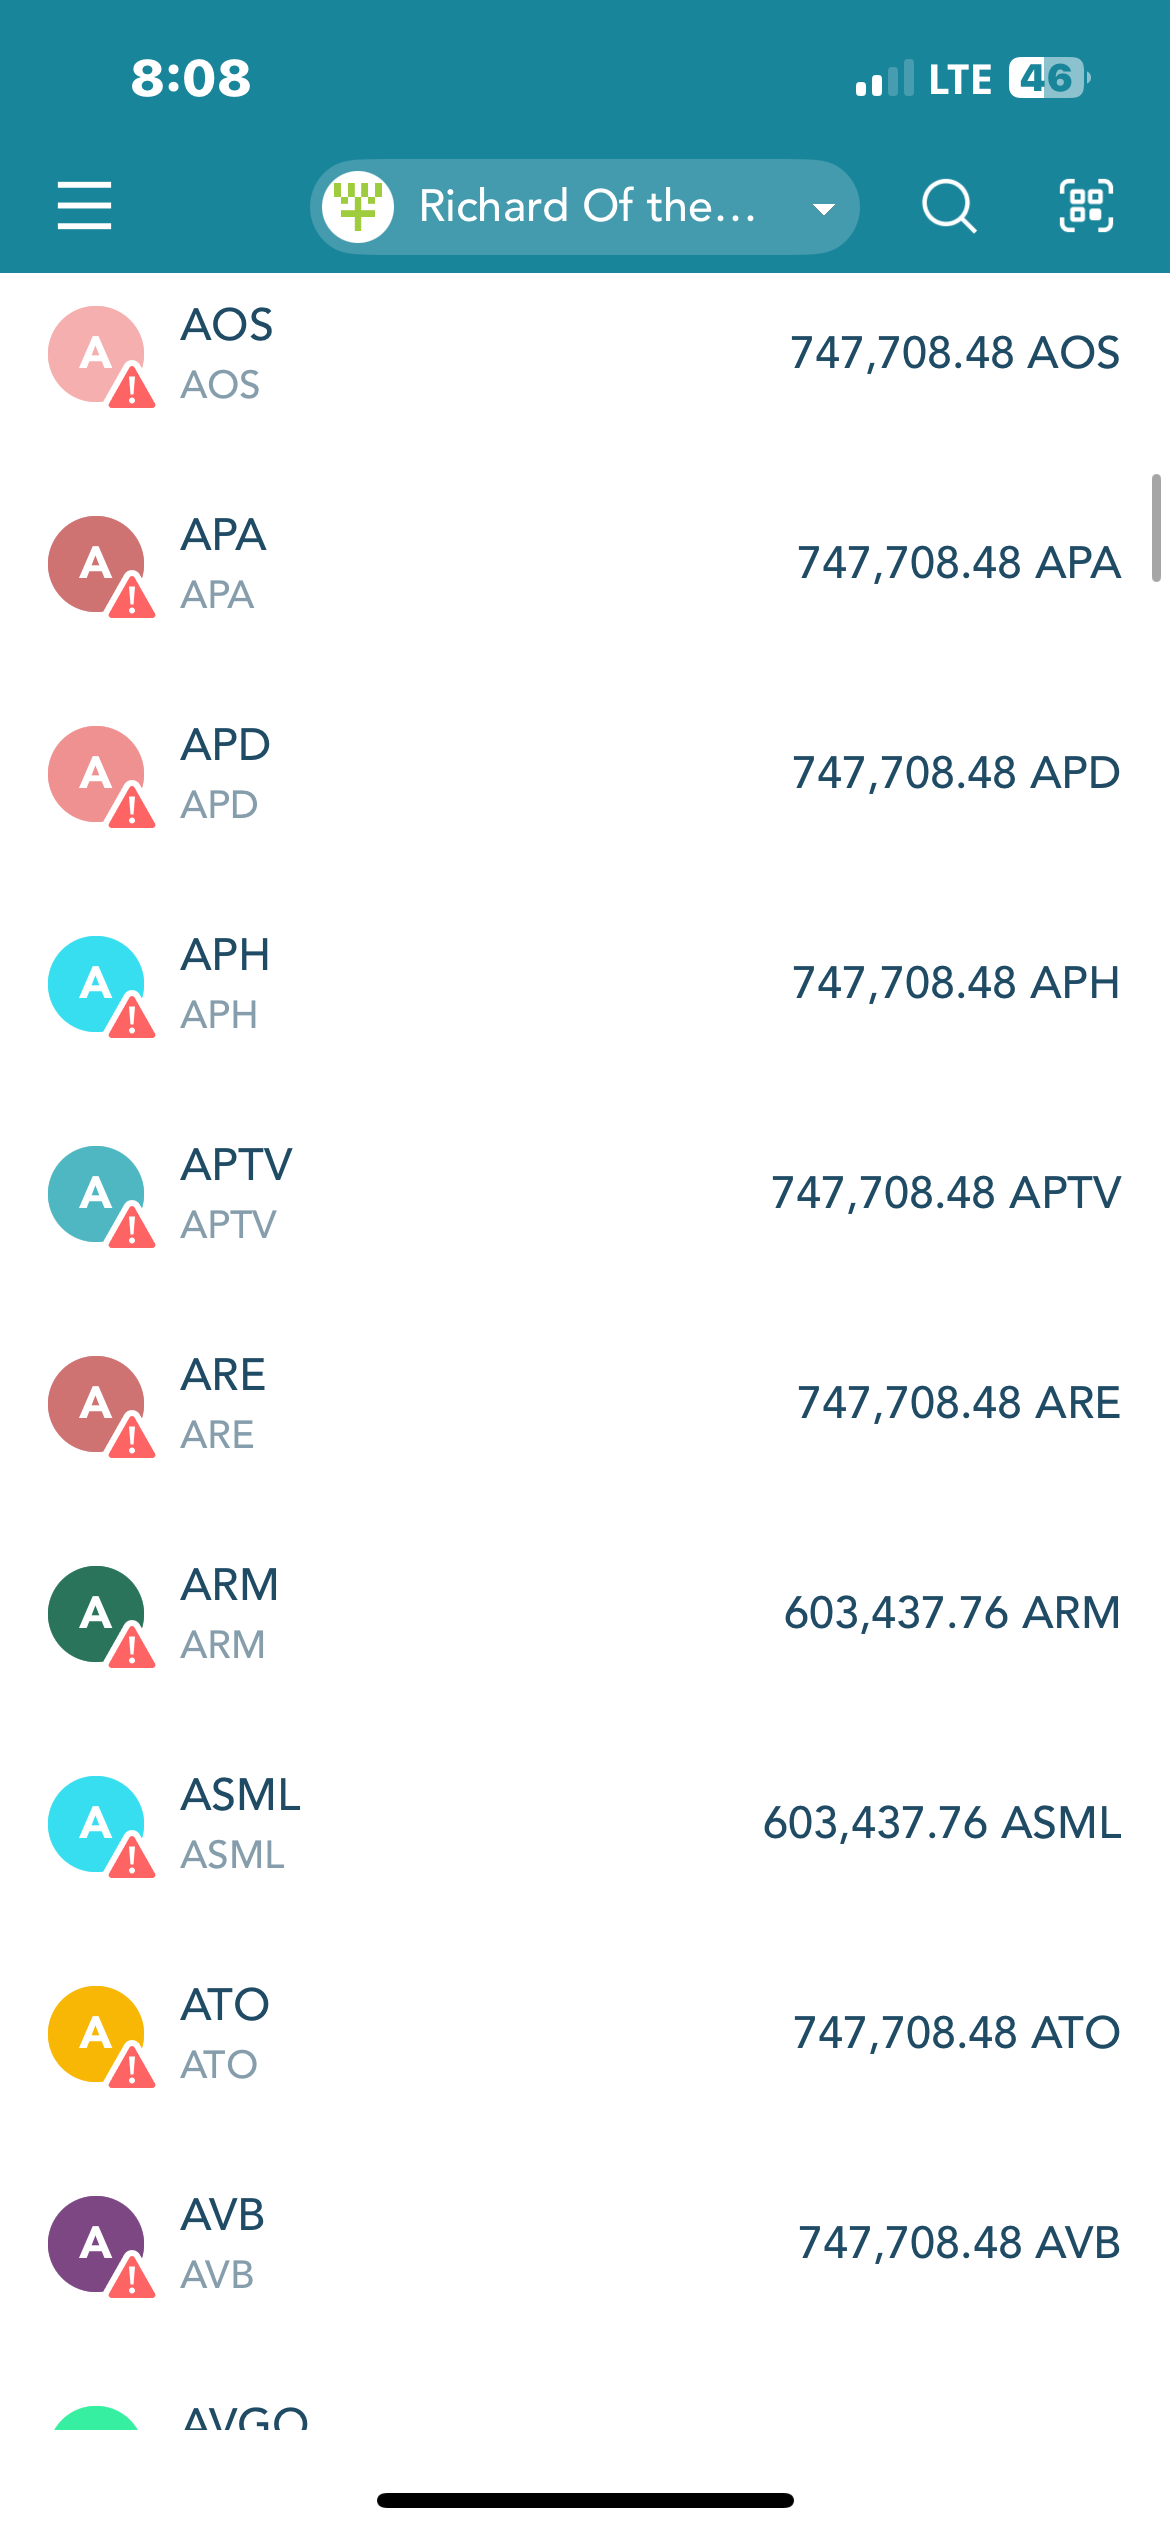 8:08
LTE 46
Richard Of the...
A
AOS
AOS
747,708.48 AOS
A
APA
APA
747,708.48 APA
A
APD
APD
747,708.48 APD
A
APH
APH
747,708.48 APH
A
APTV
APTV
747,708.48 APTV
A
ARE
ARE
747,708.48 ARE
A
ARM
ARM
603,437.76 ARM
A
ASML
ASML
603,437.76 ASML
A
ATO
ATO
747,708.48 ATO
A
AVB
AVB
747,708.48 AVB
AVGO